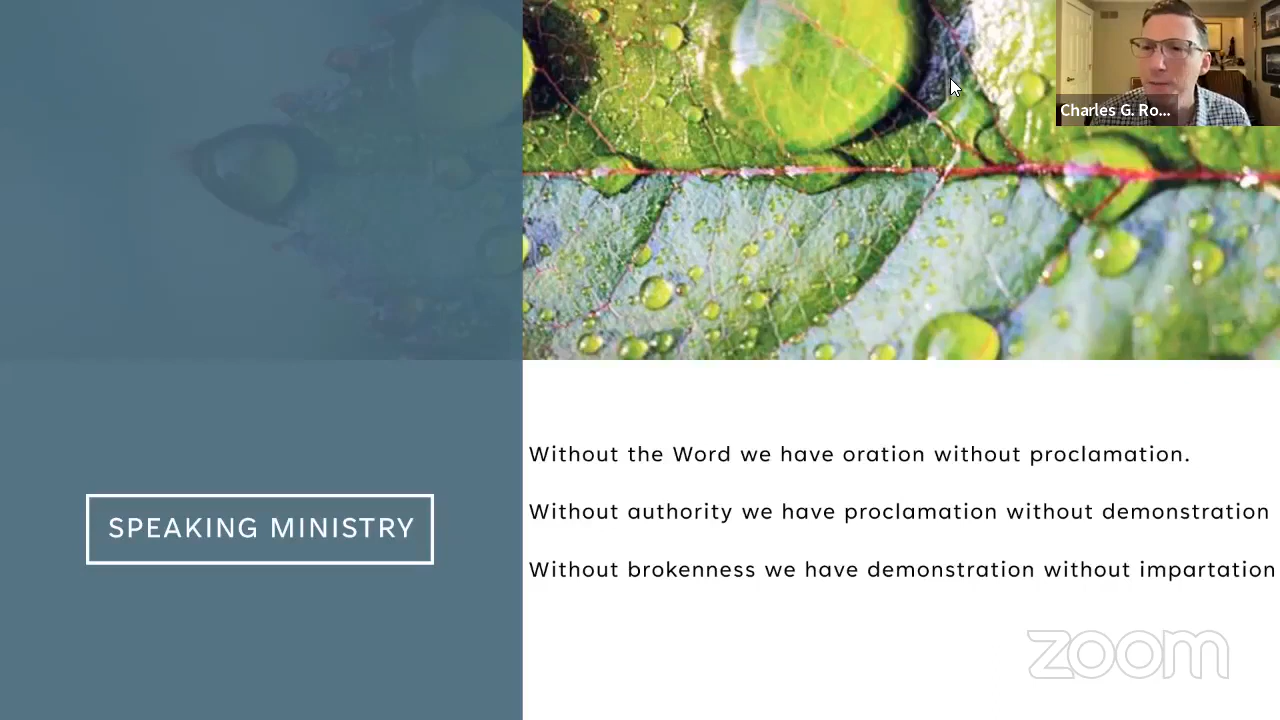 Charles G. Ro...
Without the Word we have oration without proclamation.
Without authority we have proclamation without demonstration
SPEAKING MINISTRY
Without brokenness we have demonstration without impartation
zoom